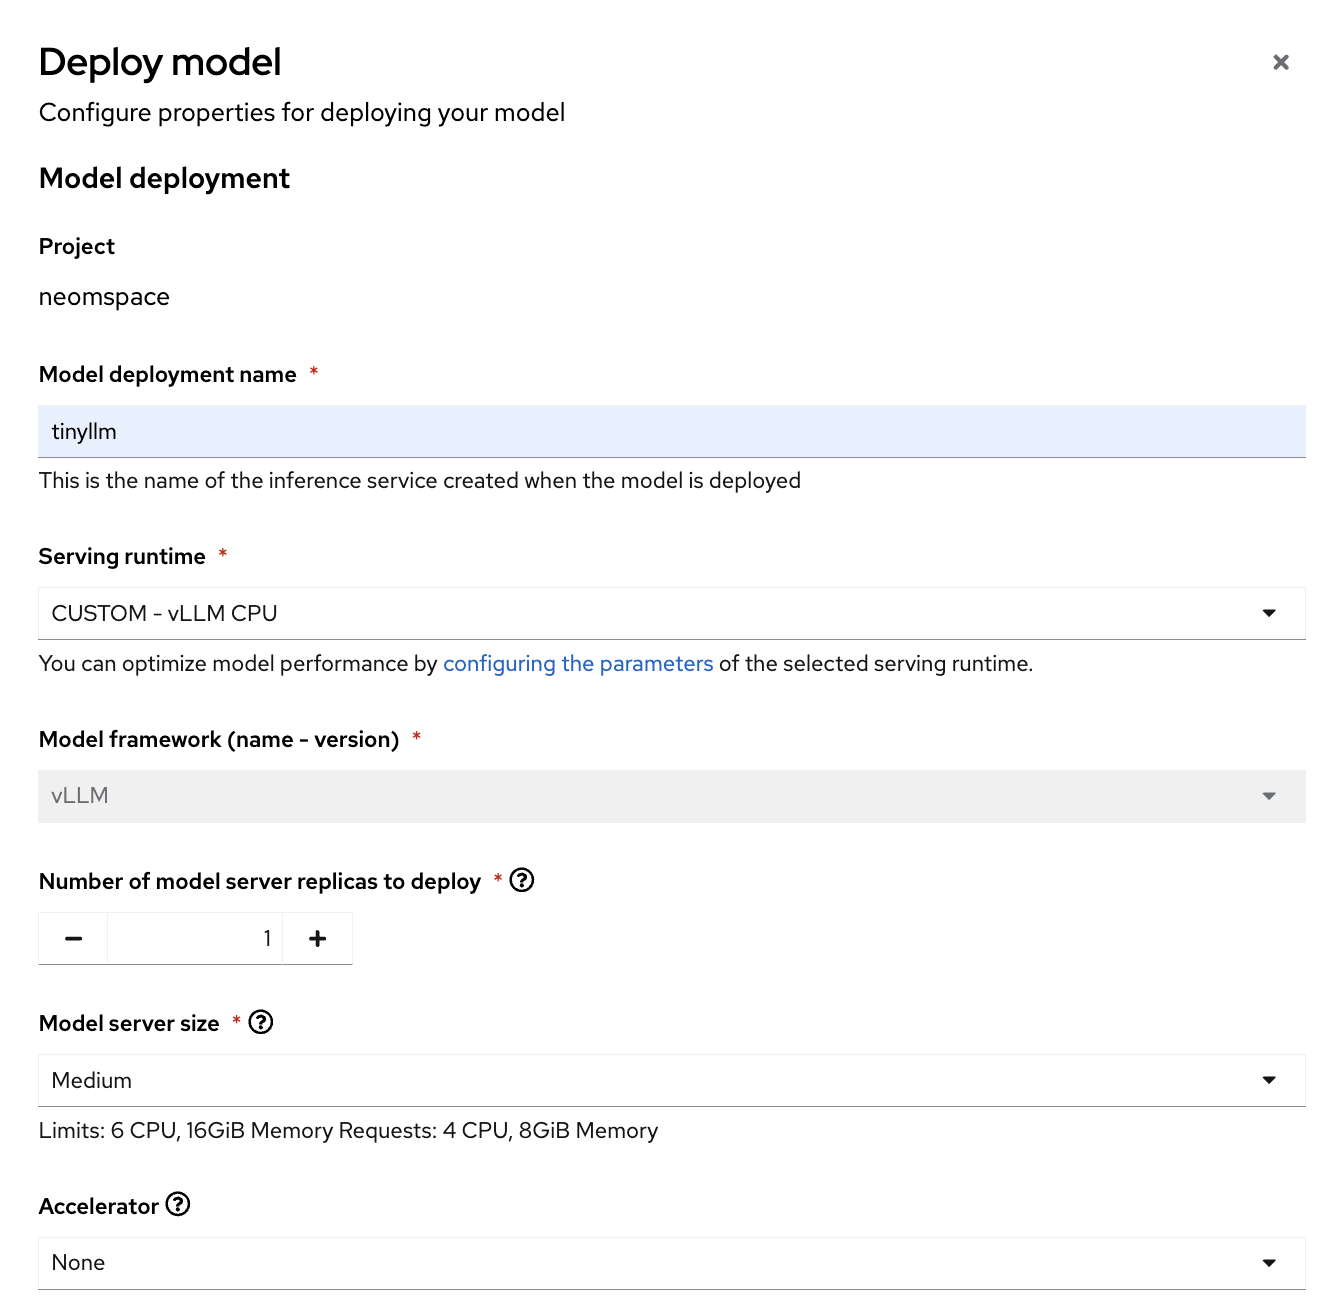 Deploy model
Configure properties for deploying your model
Model deployment
Project
neomspace
Model deployment name *
tinyllm
This is the name of the inference service created when the model is deployed
Serving runtime *
CUSTOM - vLLM CPU
You can optimize model performance by configuring the parameters of the selected serving runtime.
Model framework (name - version) *
vLLM
Number of model server replicas to deploy *
1
Model server size *
Medium
Limits: 6 CPU, 16GiB Memory Requests: 4 CPU, 8GiB Memory
Accelerator
None